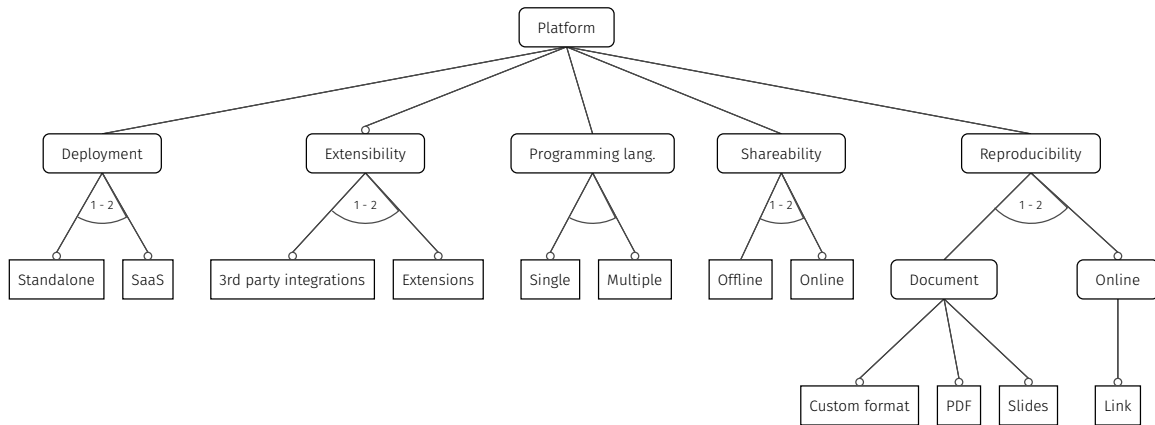 Platform
Deployment
Extensibility
Programming lang.
Shareability
Reproducibility
1 - 2
1 - 2
1 - 2
1 - 2
Standalone
SaaS
3rd party integrations
Extensions
Single
Multiple
Offline
Online
Document
Online
Custom format
PDF
Slides
Link